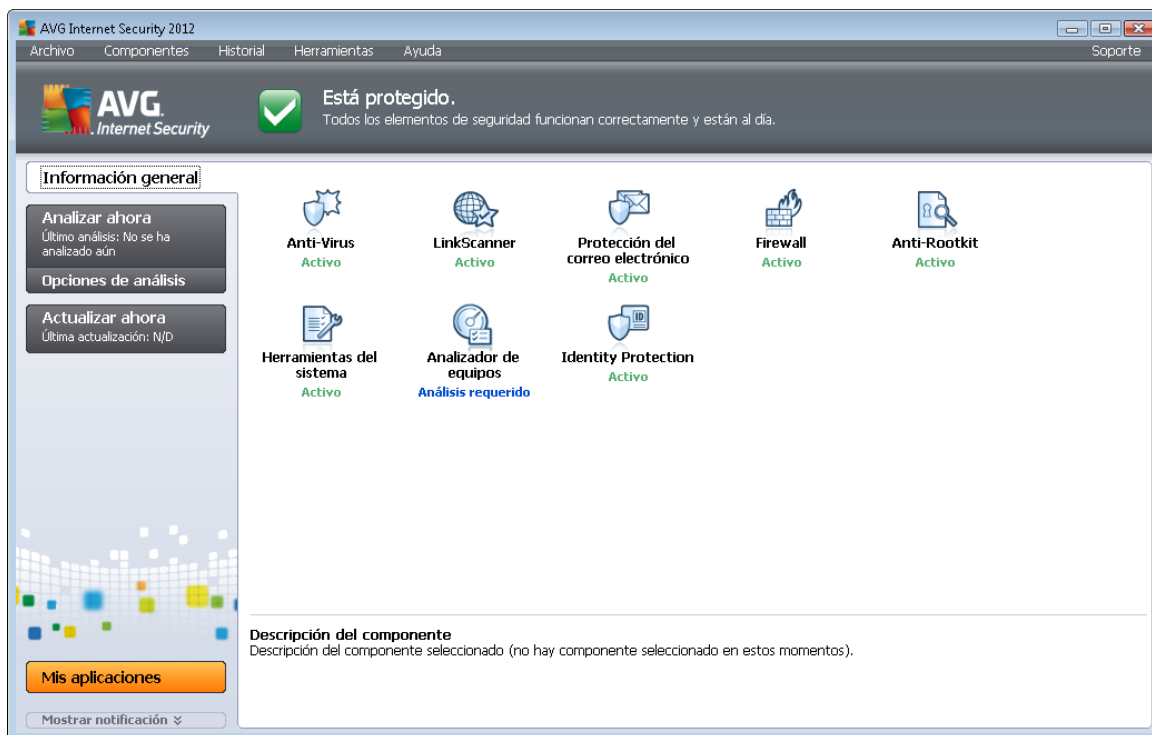 AVG Internet Security 2012
Archivo Componentes Historial Herramientas Ayuda Soporte
AVG.
Internet Security
Está protegido.
Todos los elementos de seguridad funcionan correctamente y están al día.
Información general
Analizar ahora
Último análisis: No se ha
analizado aún
Opciones de análisis
Actualizar ahora
Última actualización: N/D
Anti-Virus
Activo
LinkScanner
Activo
Protección del
correo electrónico
Activo
Firewall
Activo
Anti-Rootkit
Activo
Herramientas del
sistema
Activo
Analizador de
equipos
Análisis requerido
ID
Identity Protection
Activo
Descripción del componente
Descripción del componente seleccionado (no hay componente seleccionado en estos momentos).
Mis aplicaciones
Mostrar notificación